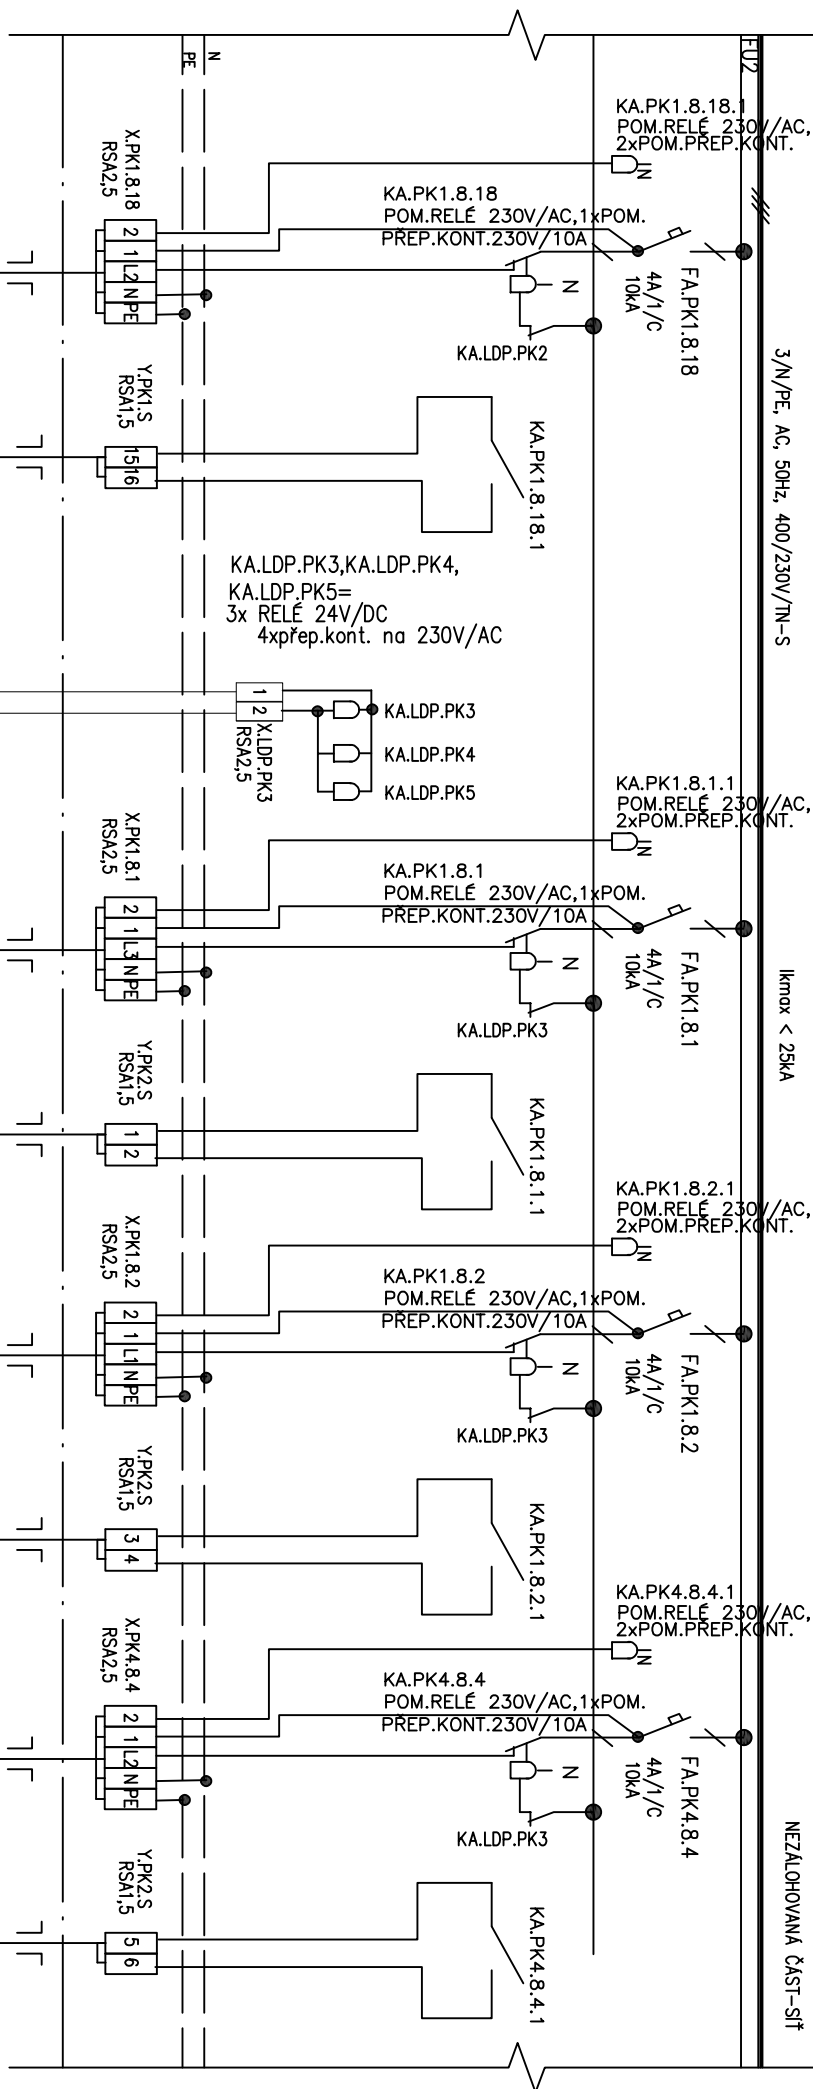 N
PE
FU2
KA.PK1.8.18.1
POM.RELÉ 230V/AC,
2xPOM.PŘEP.KONT.
N
X.PK1.8.18
RSA2,5
KA.PK1.8.18
POM.RELÉ 230V/AC,1xPOM.
PŘEP.KONT.230V/10A
2
1
L2
N
PE
N
KA.LDP.PK2
FA.PK1.8.18
4A/1/C
10kA
3/N/PE, AC, 50Hz, 400/230V/TN-S
Y.PK1.S
RSA1,5
15
16
KA.PK1.8.18.1
KA.LDP.PK3,KA.LDP.PK4,
KA.LDP.PK5=
3x RELÉ 24V/DC
4xpřep.kont. na 230V/AC
1
2
X.LDP.PK3
RSA2,5
KA.LDP.PK3
KA.LDP.PK4
KA.LDP.PK5
KA.PK1.8.1.1
POM.RELÉ 230V/AC,
2xPOM.PŘEP.KONT.
N
X.PK1.8.1
RSA2,5
KA.PK1.8.1
POM.RELÉ 230V/AC,1xPOM.
PŘEP.KONT.230V/10A
2
1
L3
N
PE
N
KA.LDP.PK3
FA.PK1.8.1
4A/1/C
10kA
Ikmax < 25kA
Y.PK2.S
RSA1,5
1
2
KA.PK1.8.1.1
KA.PK1.8.2.1
POM.RELÉ 230V/AC,
2xPOM.PŘEP.KONT.
N
X.PK1.8.2
RSA2,5
KA.PK1.8.2
POM.RELÉ 230V/AC,1xPOM.
PŘEP.KONT.230V/10A
2
1
L1
N
PE
N
KA.LDP.PK3
FA.PK1.8.2
4A/1/C
10kA
Y.PK2.S
RSA1,5
3
4
KA.PK1.8.2.1
KA.PK4.8.4.1
POM.RELÉ 230V/AC,
2xPOM.PŘEP.KONT.
N
X.PK4.8.4
RSA2,5
KA.PK4.8.4
POM.RELÉ 230V/AC,1xPOM.
PŘEP.KONT.230V/10A
2
1
L2
N
PE
N
KA.LDP.PK3
FA.PK4.8.4
4A/1/C
10kA
NEZÁLOHOVANÁ ČÁST-SÍŤ
Y.PK2.S
RSA1,5
5
6
KA.PK4.8.4.1